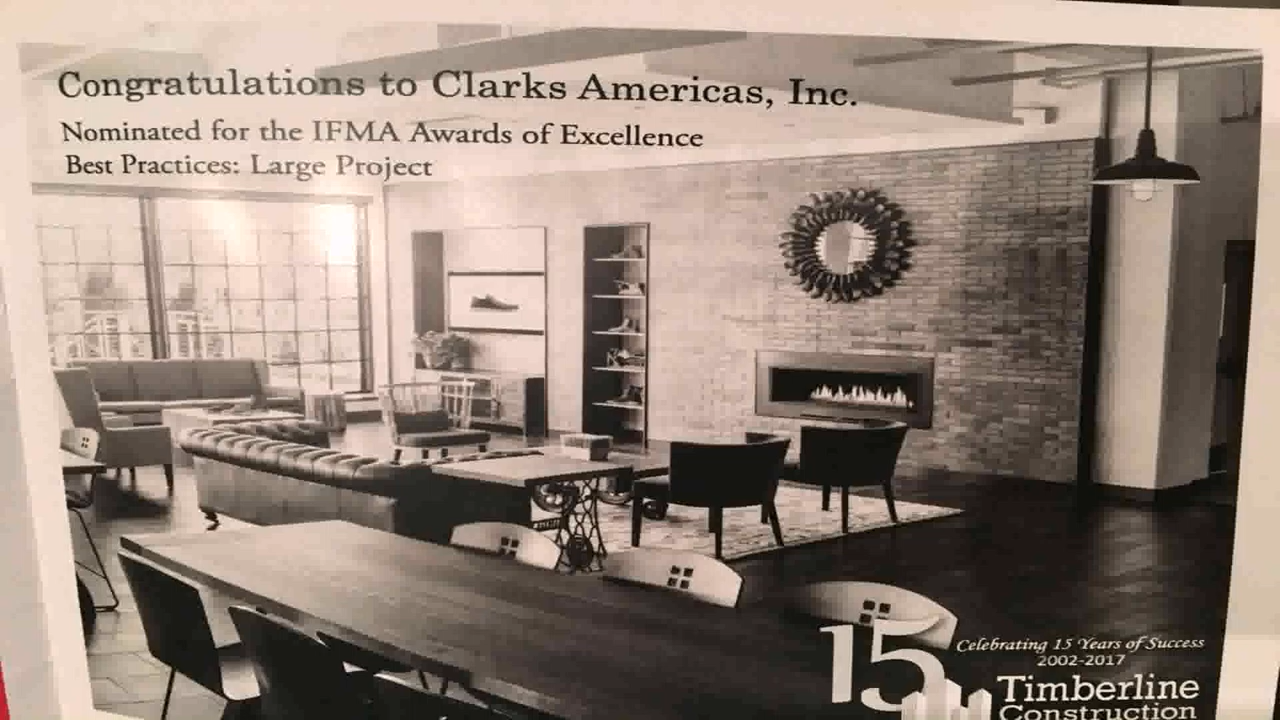 Congratulations to Clarks Americas, Inc.
Nominated for the IFMA Awards of Excellence
Best Practices: Large Project
15
Celebrating 15 Years of Success
2002-2017
Timberline
Construction